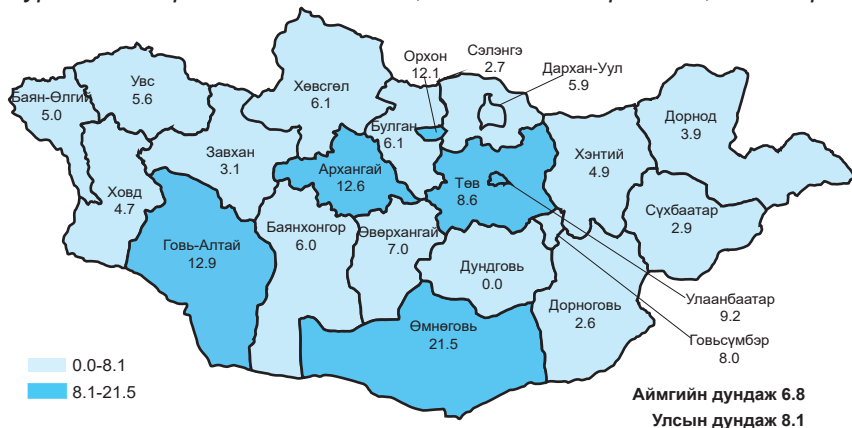 Орхон
12.1
Сэлэнгэ
2.7
Дархан-Уул
5.9
Увс
5.6
Баян-Өлгий
5.0
Хөвсгөл
6.1
Булган
6.1
Дорнод
3.9
Завхан
3.1
Архангай
12.6
Хэнтий
4.9
Төв
8.6
Ховд
4.7
Сүхбаатар
2.9
Говь-Алтай
12.9
Баянхонгор
6.0
Өвөрхангай
7.0
Дундговь
0.0
Улаанбаатар
9.2
Дорноговь
2.6
Өмнөговь
21.5
Говьсүмбэр
8.0
0.0-8.1
8.1-21.5
Аймгийн дундаж 6.8
Улсын дундаж 8.1